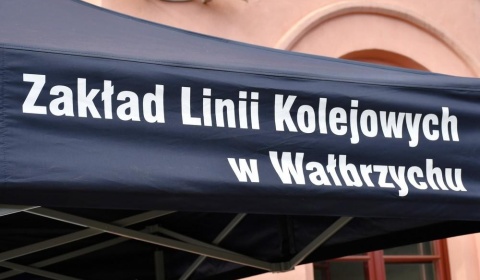 Zakład Linii Kolejowych
w Wałbrzychu